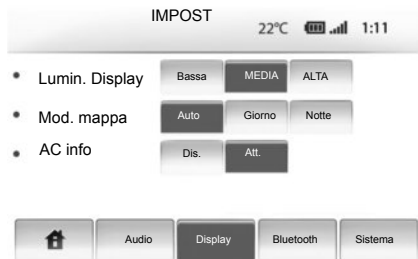 IMPOST
22°C 1:11
Lumin. Display Bassa MEDIA ALTA
Mod. mappa Auto Giorno Notte
AC info Dis. Att.
Audio Display Bluetooth Sistema